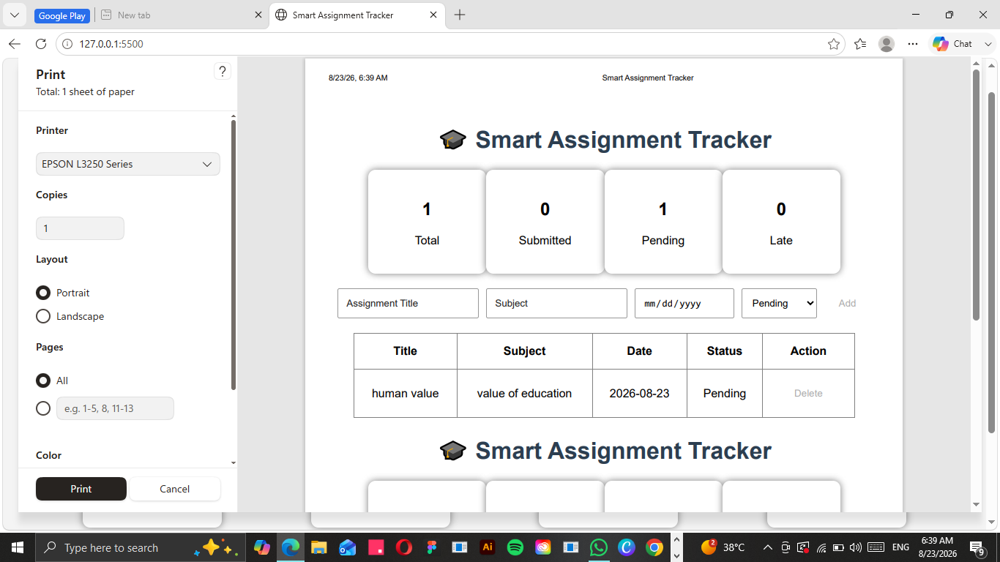 Google Play
New tab
Smart Assignment Tracker
127.0.0.1:5500
Chat
Print
?
Total: 1 sheet of paper
Printer
EPSON L3250 Series
Copies
1
Layout
Portrait
Landscape
Pages
All
e.g. 1-5, 8, 11-13
Color
Print
Cancel
8/23/26, 6:39 AM
Smart Assignment Tracker
Smart Assignment Tracker
1
0
1
0
Total
Submitted
Pending
Late
Assignment Title
Subject
mm/dd/yyyy
Pending
Add
Title
Subject
Date
Status
Action
human value
value of education
2026-08-23
Pending
Delete
Smart Assignment Tracker
Type here to search
Ai
2
38°C
ENG
6:39 AM
8/23/2026
9